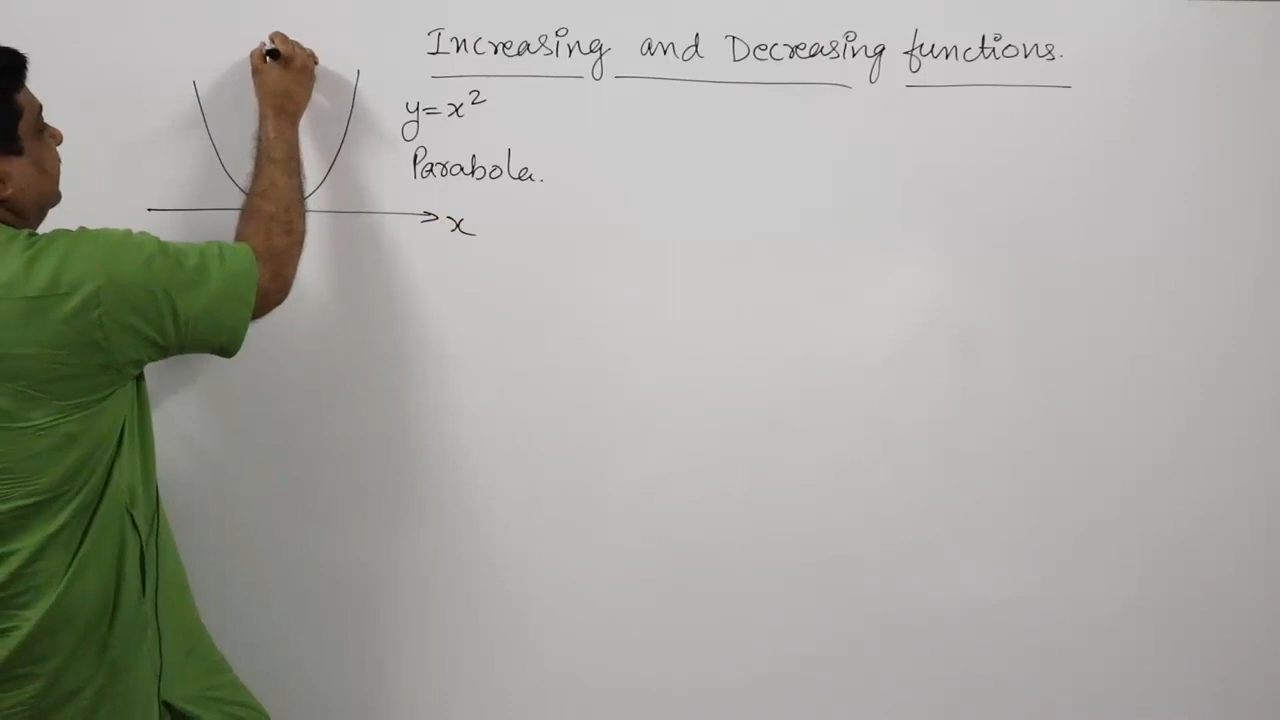 Increasing and Decreasing functions.
y=x²
Parabola.
x